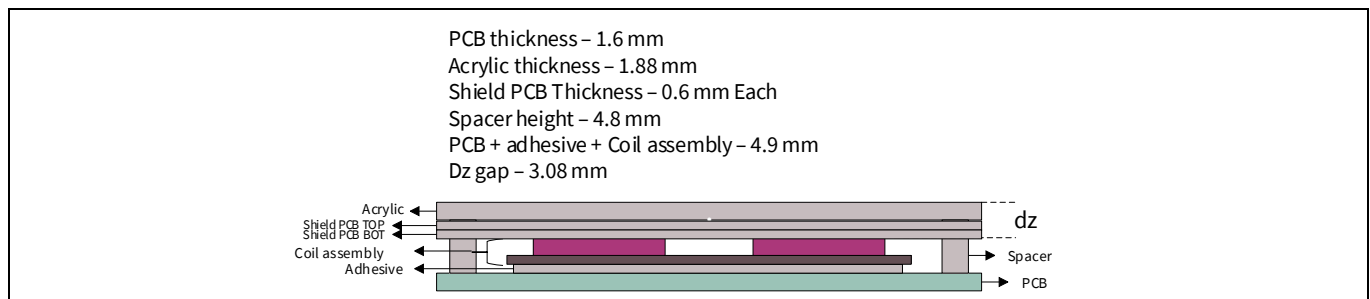 PCB thickness – 1.6 mm
Acrylic thickness – 1.88 mm
Shield PCB Thickness – 0.6 mm Each
Spacer height – 4.8 mm
PCB + adhesive + Coil assembly – 4.9 mm
Dz gap – 3.08 mm
Acrylic
dz
Shield PCB TOP
Shield PCB BOT
Coil assembly
Spacer
Adhesive
PCB